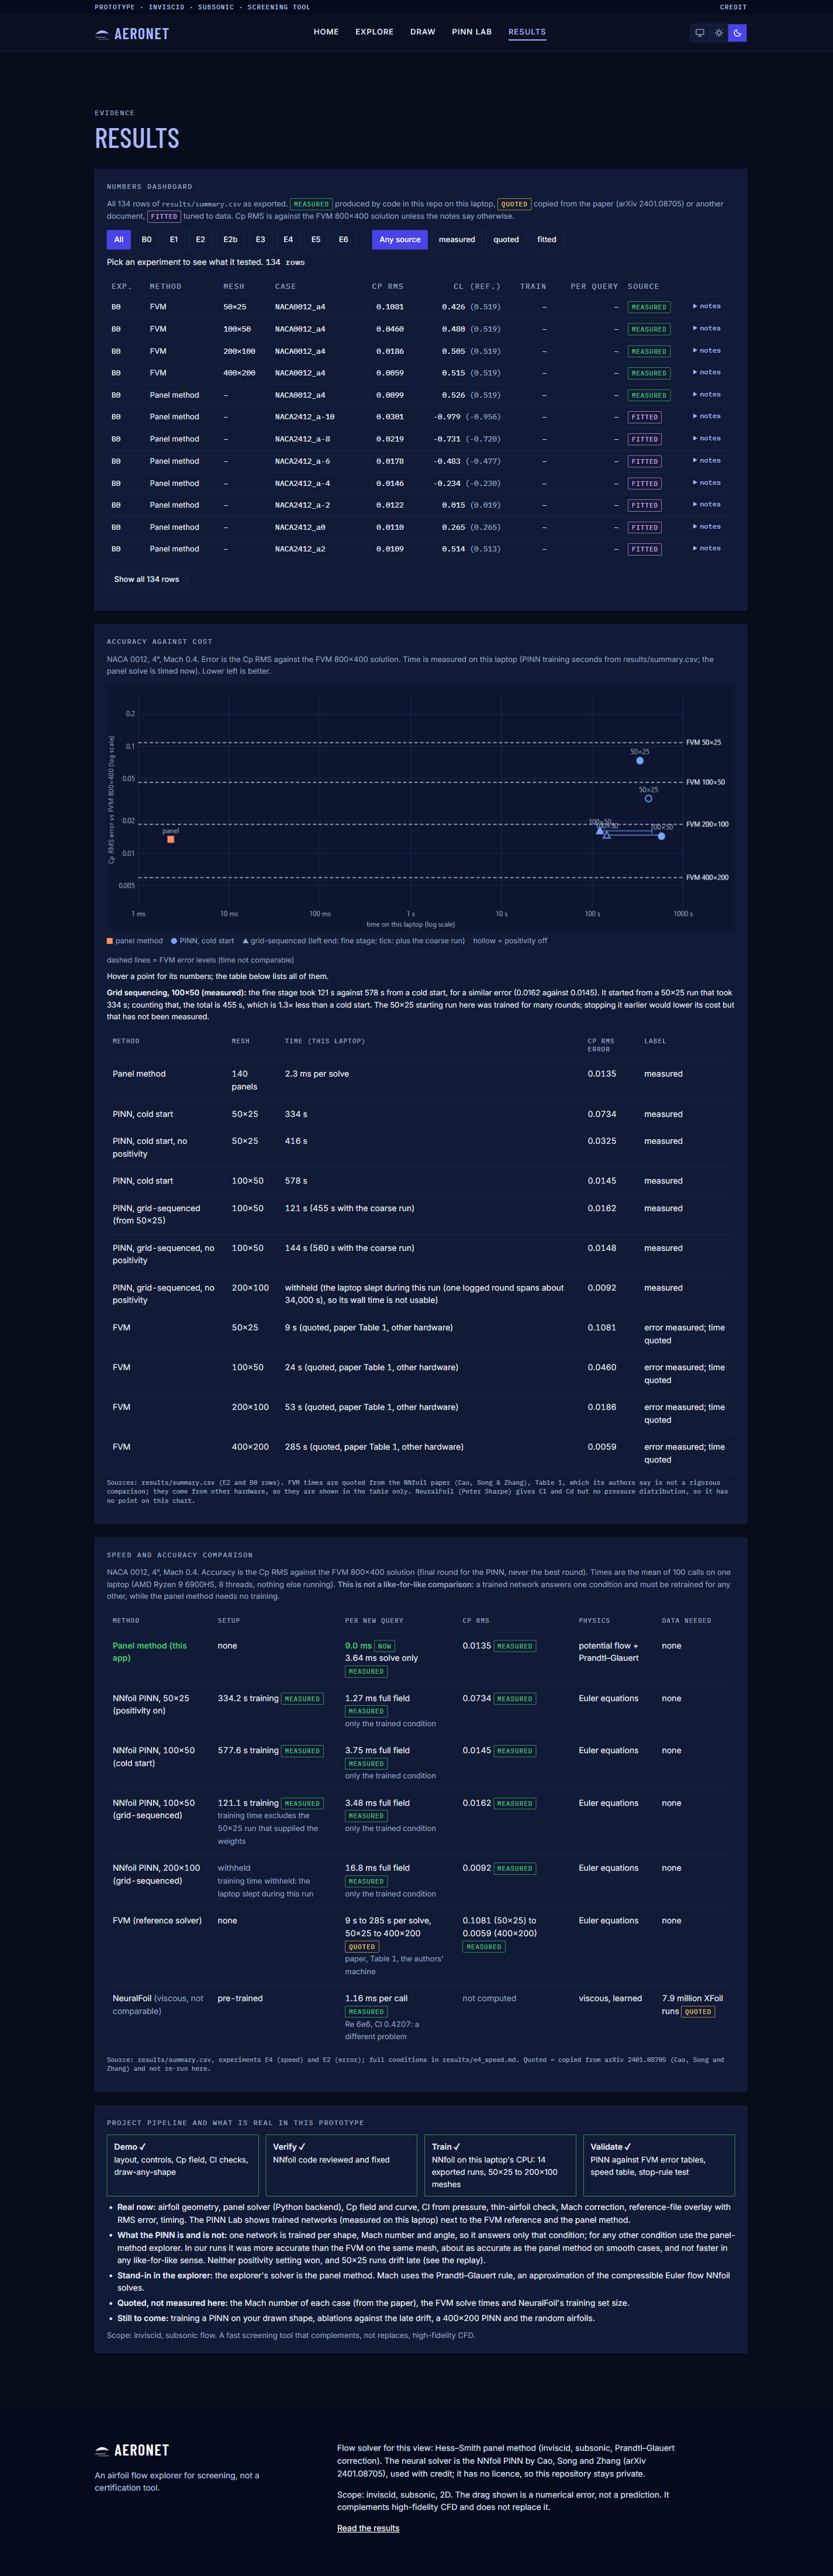 PROTOTYPE · INVISCID · SUBSONIC · SCREENING TOOL
CREDIT
AERONET
HOME EXPLORE DRAW PINN LAB RESULTS
EVIDENCE
RESULTS
NUMBERS DASHBOARD
All 134 rows of results/summary.csv as exported. MEASURED produced by code in this repo on this laptop, QUOTED copied from the paper (arXiv 2401.08705) or another
document, FITTED tuned to data. Cp RMS is against the FVM 800×400 solution unless the notes say otherwise.
All B0 E1 E2 E2b E3 E4 E5 E6 Any source measured quoted fitted
Pick an experiment to see what it tested. 134 rows
EXP. METHOD MESH CASE CP RMS CL (REF.) TRAIN PER QUERY SOURCE
B0 FVM 50×25 NACA0012_a4 0.1081 0.426 (0.519) – – MEASURED ▶ notes
B0 FVM 100×50 NACA0012_a4 0.0460 0.480 (0.519) – – MEASURED ▶ notes
B0 FVM 200×100 NACA0012_a4 0.0186 0.505 (0.519) – – MEASURED ▶ notes
B0 FVM 400×200 NACA0012_a4 0.0059 0.515 (0.519) – – MEASURED ▶ notes
B0 Panel method – NACA0012_a4 0.0099 0.526 (0.519) – – MEASURED ▶ notes
B0 Panel method – NACA2412_a-10 0.0301 -0.979 (-0.956) – – FITTED ▶ notes
B0 Panel method – NACA2412_a-8 0.0219 -0.731 (-0.720) – – FITTED ▶ notes
B0 Panel method – NACA2412_a-6 0.0178 -0.483 (-0.477) – – FITTED ▶ notes
B0 Panel method – NACA2412_a-4 0.0146 -0.234 (-0.230) – – FITTED ▶ notes
B0 Panel method – NACA2412_a-2 0.0122 0.015 (0.019) – – FITTED ▶ notes
B0 Panel method – NACA2412_a0 0.0110 0.265 (0.265) – – FITTED ▶ notes
B0 Panel method – NACA2412_a2 0.0109 0.514 (0.513) – – FITTED ▶ notes
Show all 134 rows
ACCURACY AGAINST COST
NACA 0012, 4°, Mach 0.4. Error is the Cp RMS against the FVM 800×400 solution. Time is measured on this laptop (PINN training seconds from results/summary.csv; the
panel solve is timed now). Lower left is better.
Cp RMS error vs FVM 800×400 (log scale)
0.2
0.1
0.05
0.02
0.01
0.005
FVM 50×25
FVM 100×50
FVM 200×100
FVM 400×200
50×25
50×25
panel
100×50
100×50
100×50
1 ms 10 ms 100 ms 1 s 10 s 100 s 1000 s
time on this laptop (log scale)
panel method PINN, cold start grid-sequenced (left end: fine stage; tick: plus the coarse run) hollow = positivity off
dashed lines = FVM error levels (time not comparable)
Hover a point for its numbers; the table below lists all of them.
Grid sequencing, 100×50 (measured): the fine stage took 121 s against 578 s from a cold start, for a similar error (0.0162 against 0.0145). It started from a 50×25 run that took
334 s; counting that, the total is 455 s, which is 1.3× less than a cold start. The 50×25 starting run here was trained for many rounds; stopping it earlier would lower its cost but
that has not been measured.
METHOD MESH TIME (THIS LAPTOP) CP RMS ERROR LABEL
Panel method 140 panels 2.3 ms per solve 0.0135 measured
PINN, cold start 50×25 334 s 0.0734 measured
PINN, cold start, no positivity 50×25 416 s 0.0325 measured
PINN, cold start 100×50 578 s 0.0145 measured
PINN, grid-sequenced (from 50×25) 100×50 121 s (455 s with the coarse run) 0.0162 measured
PINN, grid-sequenced, no positivity 100×50 144 s (560 s with the coarse run) 0.0148 measured
PINN, grid-sequenced, no positivity 200×100 withheld (the laptop slept during this run (one logged round spans about 34,000 s), so its wall time is not usable) 0.0092 measured
FVM 50×25 9 s (quoted, paper Table 1, other hardware) 0.1081 error measured; time quoted
FVM 100×50 24 s (quoted, paper Table 1, other hardware) 0.0460 error measured; time quoted
FVM 200×100 53 s (quoted, paper Table 1, other hardware) 0.0186 error measured; time quoted
FVM 400×200 285 s (quoted, paper Table 1, other hardware) 0.0059 error measured; time quoted
Sources: results/summary.csv (E2 and B0 rows). FVM times are quoted from the NNfoil paper (Cao, Song & Zhang), Table 1, which its authors say is not a rigorous
comparison; they come from other hardware, so they are shown in the table only. NeuralFoil (Peter Sharpe) gives Cl and Cd but no pressure distribution, so it has
no point on this chart.
SPEED AND ACCURACY COMPARISON
NACA 0012, 4°, Mach 0.4. Accuracy is the Cp RMS against the FVM 800×400 solution (final round for the PINN, never the best round). Times are the mean of 100 calls on one
laptop (AMD Ryzen 9 6900HS, 8 threads, nothing else running). This is not a like-for-like comparison: a trained network answers one condition and must be retrained for any
other, while the panel method needs no training.
METHOD SETUP PER NEW QUERY CP RMS PHYSICS DATA NEEDED
Panel method (this app) none 9.0 ms NOW 3.64 ms solve only MEASURED 0.0135 MEASURED potential flow + Prandtl–Glauert none
NNfoil PINN, 50×25 (positivity on) 334.2 s training MEASURED 1.27 ms full field MEASURED only the trained condition 0.0734 MEASURED Euler equations none
NNfoil PINN, 100×50 (cold start) 577.6 s training MEASURED 3.75 ms full field MEASURED only the trained condition 0.0145 MEASURED Euler equations none
NNfoil PINN, 100×50 (grid-sequenced) 121.1 s training MEASURED training time excludes the 50×25 run that supplied the weights 3.48 ms full field MEASURED only the trained condition 0.0162 MEASURED Euler equations none
NNfoil PINN, 200×100 (grid-sequenced) withheld training time withheld: the laptop slept during this run 16.8 ms full field MEASURED only the trained condition 0.0092 MEASURED Euler equations none
FVM (reference solver) none 9 s to 285 s per solve, 50×25 to 400×200 QUOTED paper, Table 1, the authors' machine 0.1081 (50×25) to 0.0059 (400×200) MEASURED Euler equations none
NeuralFoil (viscous, not comparable) pre-trained 1.16 ms per call MEASURED Re 6e6, Cl 0.4207: a different problem not computed viscous, learned 7.9 million XFoil runs QUOTED
Source: results/summary.csv, experiments E4 (speed) and E2 (error); full conditions in results/e4_speed.md. Quoted = copied from arXiv 2401.08705 (Cao, Song and
Zhang) and not re-run here.
PROJECT PIPELINE AND WHAT IS REAL IN THIS PROTOTYPE
Demo ✓
layout, controls, Cp field, Cl checks,
draw-any-shape
Verify ✓
NNfoil code reviewed and fixed
Train ✓
NNfoil on this laptop's CPU: 14
exported runs, 50×25 to 200×100
meshes
Validate ✓
PINN against FVM error tables,
speed table, stop-rule test
• Real now: airfoil geometry, panel solver (Python backend), Cp field and curve, Cl from pressure, thin-airfoil check, Mach correction, reference-file overlay with
RMS error, timing. The PINN Lab shows trained networks (measured on this laptop) next to the FVM reference and the panel method.
• What the PINN is and is not: one network is trained per shape, Mach number and angle, so it answers only that condition; for any other condition use the panel-
method explorer. In our runs it was more accurate than the FVM on the same mesh, about as accurate as the panel method on smooth cases, and not faster in
any like-for-like sense. Neither positivity setting won, and 50×25 runs drift late (see the replay).
• Stand-in in the explorer: the explorer's solver is the panel method. Mach uses the Prandtl–Glauert rule, an approximation of the compressible Euler flow NNfoil
solves.
• Quoted, not measured here: the Mach number of each case (from the paper), the FVM solve times and NeuralFoil's training set size.
• Still to come: training a PINN on your drawn shape, ablations against the late drift, a 400×200 PINN and the random airfoils.
Scope: inviscid, subsonic flow. A fast screening tool that complements, not replaces, high-fidelity CFD.
AERONET
An airfoil flow explorer for screening, not a
certification tool.
Flow solver for this view: Hess–Smith panel method (inviscid, subsonic, Prandtl–Glauert
correction). The neural solver is the NNfoil PINN by Cao, Song and Zhang (arXiv
2401.08705), used with credit; it has no licence, so this repository stays private.
Scope: inviscid, subsonic, 2D. The drag shown is a numerical error, not a prediction. It
complements high-fidelity CFD and does not replace it.
Read the results